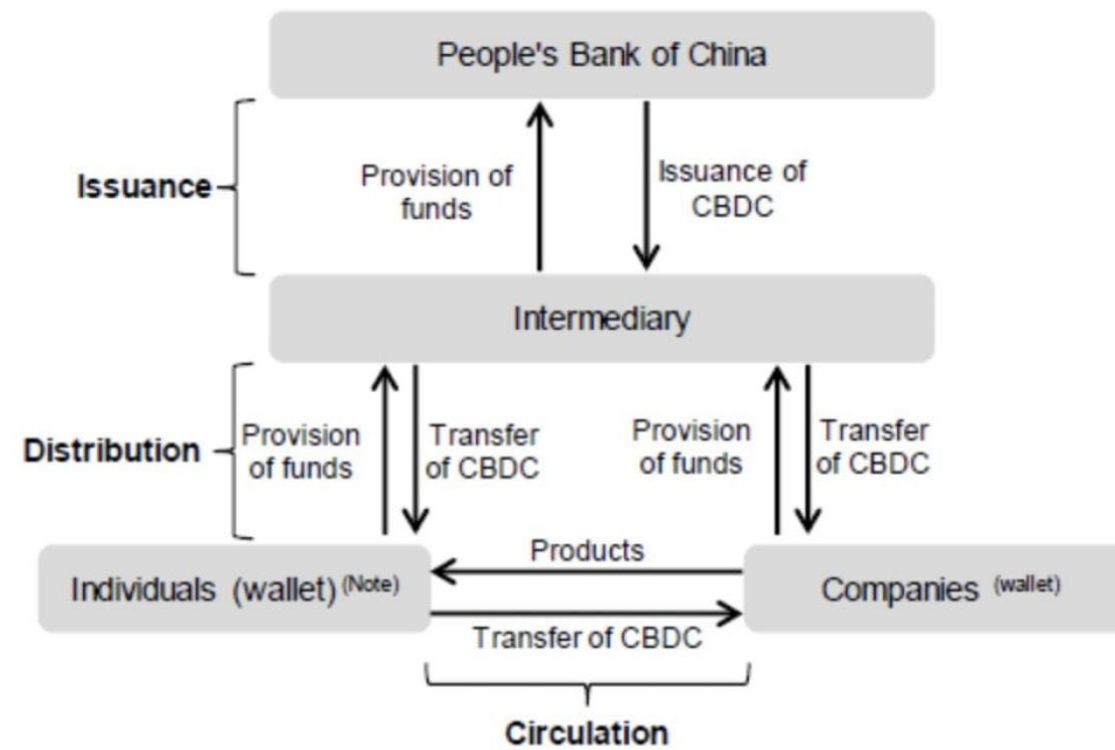 People's Bank of China
Issuance
Provision of
funds
Issuance of
CBDC
Intermediary
Distribution
Provision
of funds
Transfer
of CBDC
Provision
of funds
Transfer
of CBDC
Individuals (wallet) (Note)
Products
Transfer of CBDC
Companies (wallet)
Circulation